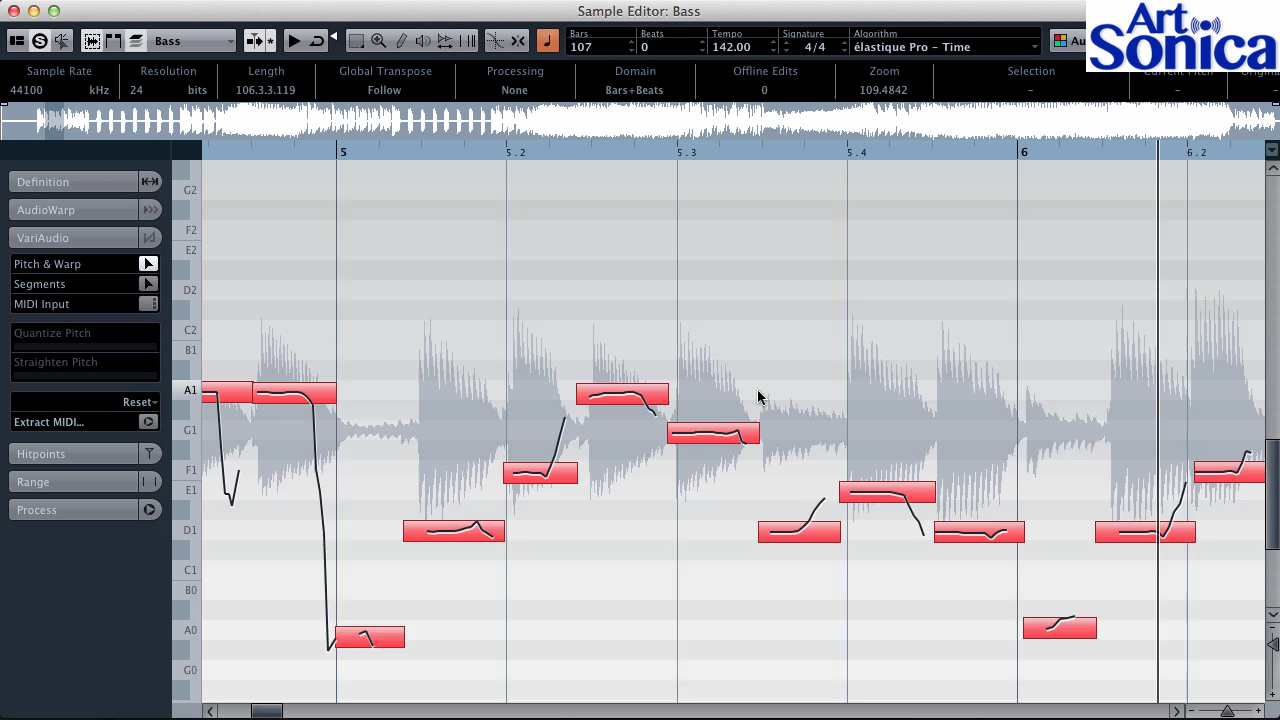 Sample Editor: Bass
Art
Sonica
Bass
Bars
107
Beats
0
Tempo
142.00
Signature
4/4
Algorithm
élastique Pro – Time
Au
Sample Rate
44100 kHz
Resolution
24 bits
Length
106.3.3.119
Global Transpose
Follow
Processing
None
Domain
Bars+Beats
Offline Edits
0
Zoom
109.4842
Selection
–
Current Pitch
–
Origina
5
5.2
5.3
5.4
6
6.2
Definition
AudioWarp
VariAudio
Pitch & Warp
Segments
MIDI Input
Quantize Pitch
Straighten Pitch
Reset
Extract MIDI...
Hitpoints
Range
Process
G2
F2
E2
D2
C2
B1
A1
G1
F1
E1
D1
C1
B0
A0
G0